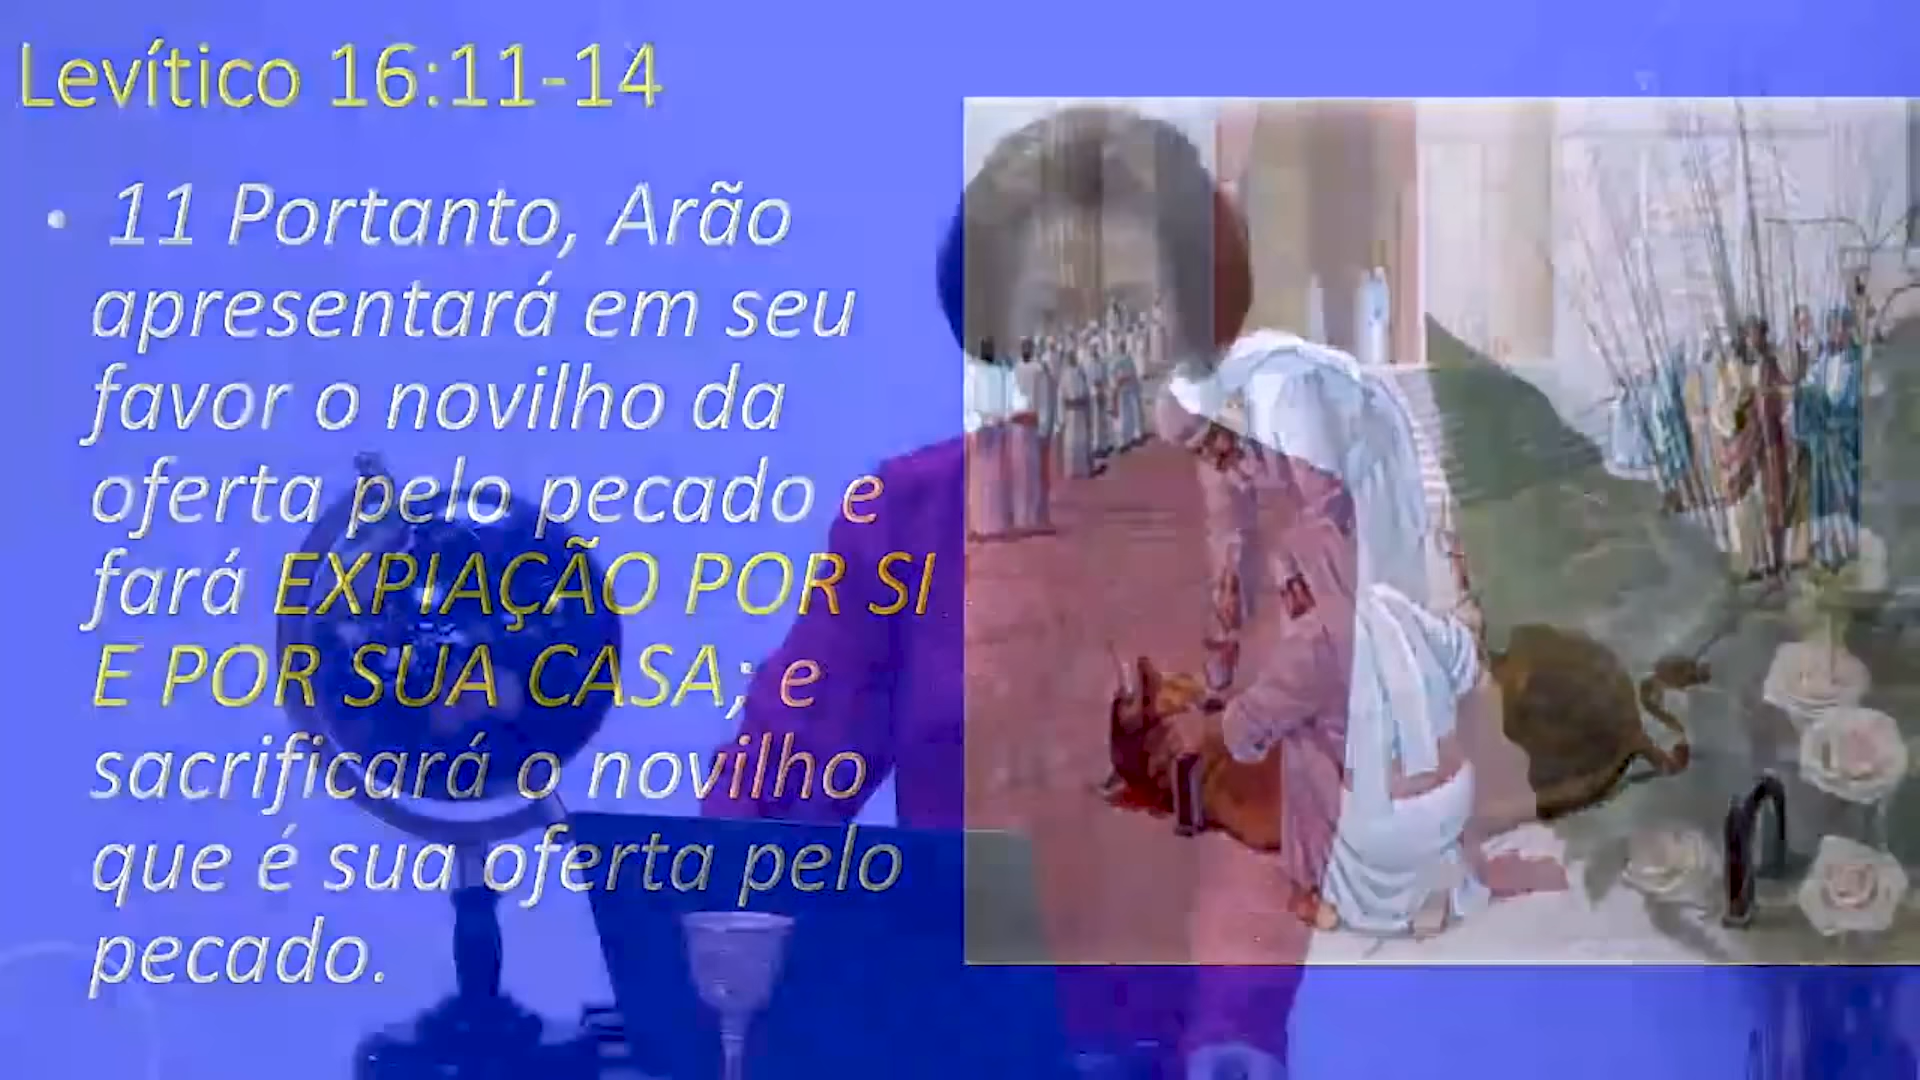 Levítico 16:11-14
• 11 Portanto, Arão
apresentará em seu
favor o novilho da
oferta pelo pecado e
fará EXPIAÇÃO POR SI
E POR SUA CASA; e
sacrificará o novilho
que é sua oferta pelo
pecado.